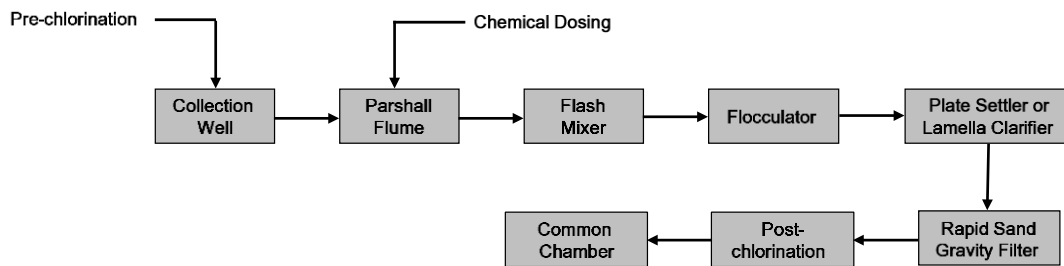 Pre-chlorination
Chemical Dosing
Collection
Well
Parshall
Flume
Flash
Mixer
Flocculator
Plate Settler or
Lamella Clarifier
Rapid Sand
Gravity Filter
Post-
chlorination
Common
Chamber